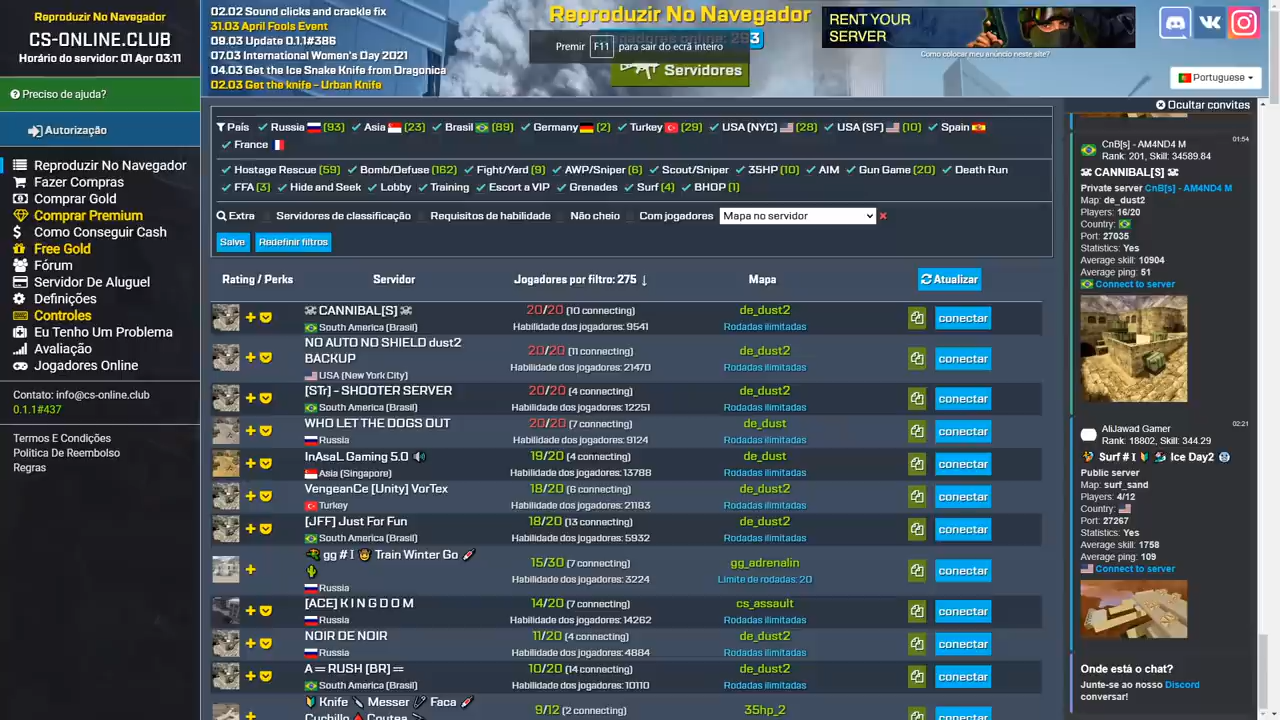 Reproduzir No Navegador
CS-ONLINE.CLUB
Horário do servidor: 01 Apr 03:11
Preciso de ajuda?
Autorização
Reproduzir No Navegador
Fazer Compras
Comprar Gold
Comprar Premium
Como Conseguir Cash
Free Gold
Fórum
Servidor De Aluguel
Definições
Controles
Eu Tenho Um Problema
Avaliação
Jogadores Online
Contato: info@cs-online.club
0.1.1#437
Termos E Condições
Política De Reembolso
Regras
02.02 Sound clicks and crackle fix
31.03 April Fools Event
09.03 Update 0.1.1#386
07.03 International Women's Day 2021
04.03 Get the Ice Snake Knife from Dragonica
02.03 Get the knife - Urban Knife
Reproduzir No Navegador
Premir F11 para sair do ecrã inteiro
Servidores
RENT YOUR
SERVER
Como colocar meu anúncio neste site?
Portuguese
País Russia (93) Asia (23) Brasil (89) Germany (2) Turkey (29) USA (NYC) (28) USA (SF) (10) Spain
France
Hostage Rescue (59) Bomb/Defuse (162) Fight/Yard (9) AWP/Sniper (6) Scout/Sniper 35HP (10) AIM Gun Game (20) Death Run
FFA (3) Hide and Seek Lobby Training Escort a VIP Grenades Surf (4) BHOP (1)
Extra Servidores de classificação Requisitos de habilidade Não cheio Com jogadores Mapa no servidor
Salve Redefinir filtros
Rating / Perks Servidor Jogadores por filtro: 275 ↓ Mapa Atualizar
CANNIBAL[S] 20/20 (10 connecting) de_dust2 conectar
South America (Brasil) Habilidade dos jogadores: 9541 Rodadas ilimitadas
NO AUTO NO SHIELD dust2
BACKUP 20/20 (11 connecting) de_dust2 conectar
USA (New York City) Habilidade dos jogadores: 21470 Rodadas ilimitadas
[STr] - SHOOTER SERVER 20/20 (4 connecting) de_dust2 conectar
South America (Brasil) Habilidade dos jogadores: 12251 Rodadas ilimitadas
WHO LET THE DOGS OUT 20/20 (7 connecting) de_dust conectar
Russia Habilidade dos jogadores: 9124 Rodadas ilimitadas
InAsaL Gaming 5.0 19/20 (4 connecting) de_dust conectar
Asia (Singapore) Habilidade dos jogadores: 13788 Rodadas ilimitadas
VengeanCe [Unity] VorTex 18/20 (6 connecting) de_dust2 conectar
Turkey Habilidade dos jogadores: 21183 Rodadas ilimitadas
[JFF] Just For Fun 18/20 (13 connecting) de_dust2 conectar
South America (Brasil) Habilidade dos jogadores: 5932 Rodadas ilimitadas
gg # I Train Winter Go 15/30 (7 connecting) gg_adrenalin conectar
Russia Habilidade dos jogadores: 3224 Limite de rodadas: 20
[ACE] K I N G D O M 14/20 (7 connecting) cs_assault conectar
Russia Habilidade dos jogadores: 14262 Rodadas ilimitadas
NOIR DE NOIR 11/20 (4 connecting) de_dust2 conectar
Russia Habilidade dos jogadores: 4884 Rodadas ilimitadas
A == RUSH [BR] == 10/20 (14 connecting) de_dust2 conectar
South America (Brasil) Habilidade dos jogadores: 10110 Rodadas ilimitadas
Knife Messer Faca 9/12 (2 connecting) 35hp_2 conectar
Cuchillo Coutea
Ocultar convites
CnB[s] - AM4ND4 M 01:54
Rank: 201, Skill: 34589.84
CANNIBAL[S]
Private server CnB[s] - AM4ND4 M
Map: de_dust2
Players: 16/20
Country:
Port: 27035
Statistics: Yes
Average skill: 10904
Average ping: 51
Connect to server
AliJawad Gamer 02:21
Rank: 18802, Skill: 344.29
Surf # I Ice Day2
Public server
Map: surf_sand
Players: 4/12
Country:
Port: 27267
Statistics: Yes
Average skill: 1758
Average ping: 109
Connect to server
Onde está o chat?
Junte-se ao nosso Discord
conversar!